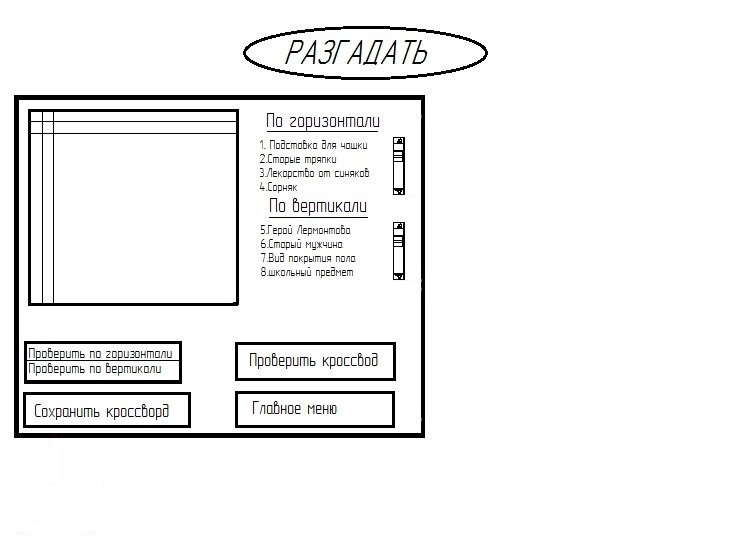 РАЗГАДАТЬ
По горизонтали
1. Подставка для чашки
2.Старые тряпки
3.Лекарство от синяков
4.Сорняк
По вертикали
5.Герой Лермонтова
6.Старый мужчина
7.Вид покрытия пола
8.школьный предмет
Проверить по горизонтали
Проверить по вертикали
Проверить кроссвод
Сохранить кроссворд
Главное меню